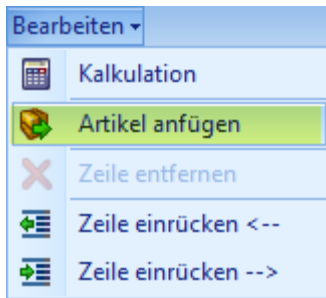 Bearbeiten
Kalkulation
Artikel anfügen
Zeile entfernen
Zeile einrücken <--
Zeile einrücken -->